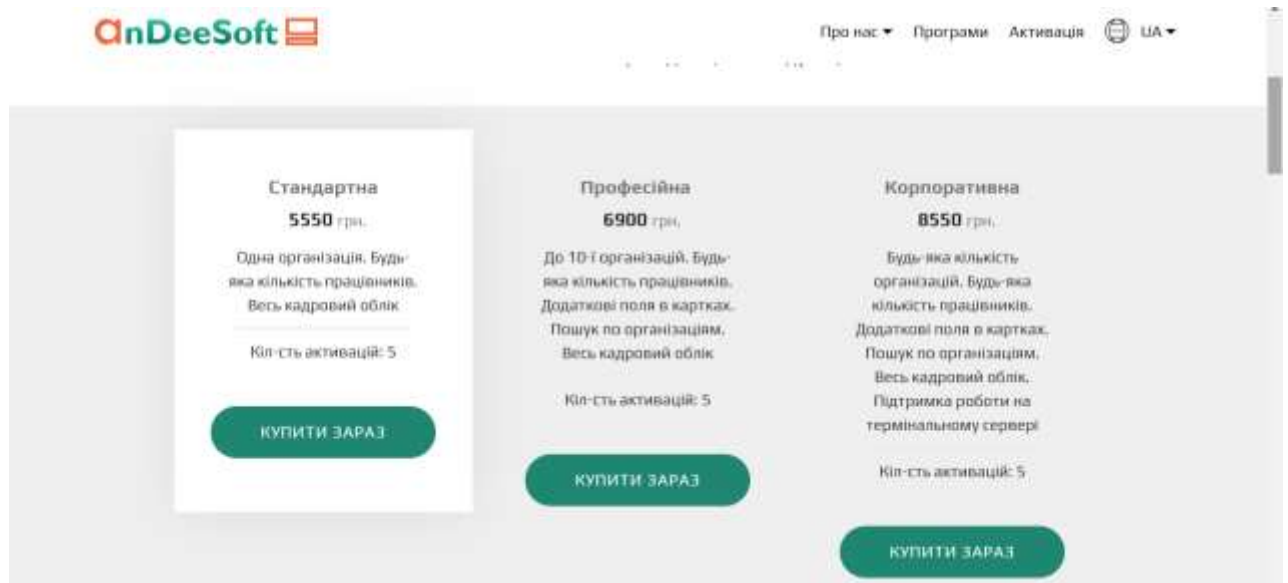 anDeeSoft
Про нас Програми Активація UA
Стандартна
5550 грн.
Одна організація. Будь-
яка кількість працівників.
Весь кадровий облік
Кіл-сть активацій: 5
КУПИТИ ЗАРАЗ
Професійна
6900 грн.
До 10-ї організацій. Будь-
яка кількість працівників.
Додаткові поля в картках.
Пошук по організаціям.
Весь кадровий облік
Кіл-сть активацій: 5
КУПИТИ ЗАРАЗ
Корпоративна
8550 грн.
Будь-яка кількість
організацій. Будь-яка
кількість працівників.
Додаткові поля в картках.
Пошук по організаціям.
Весь кадровий облік.
Підтримка роботи на
термінальному сервері
Кіл-сть активацій: 5
КУПИТИ ЗАРАЗ